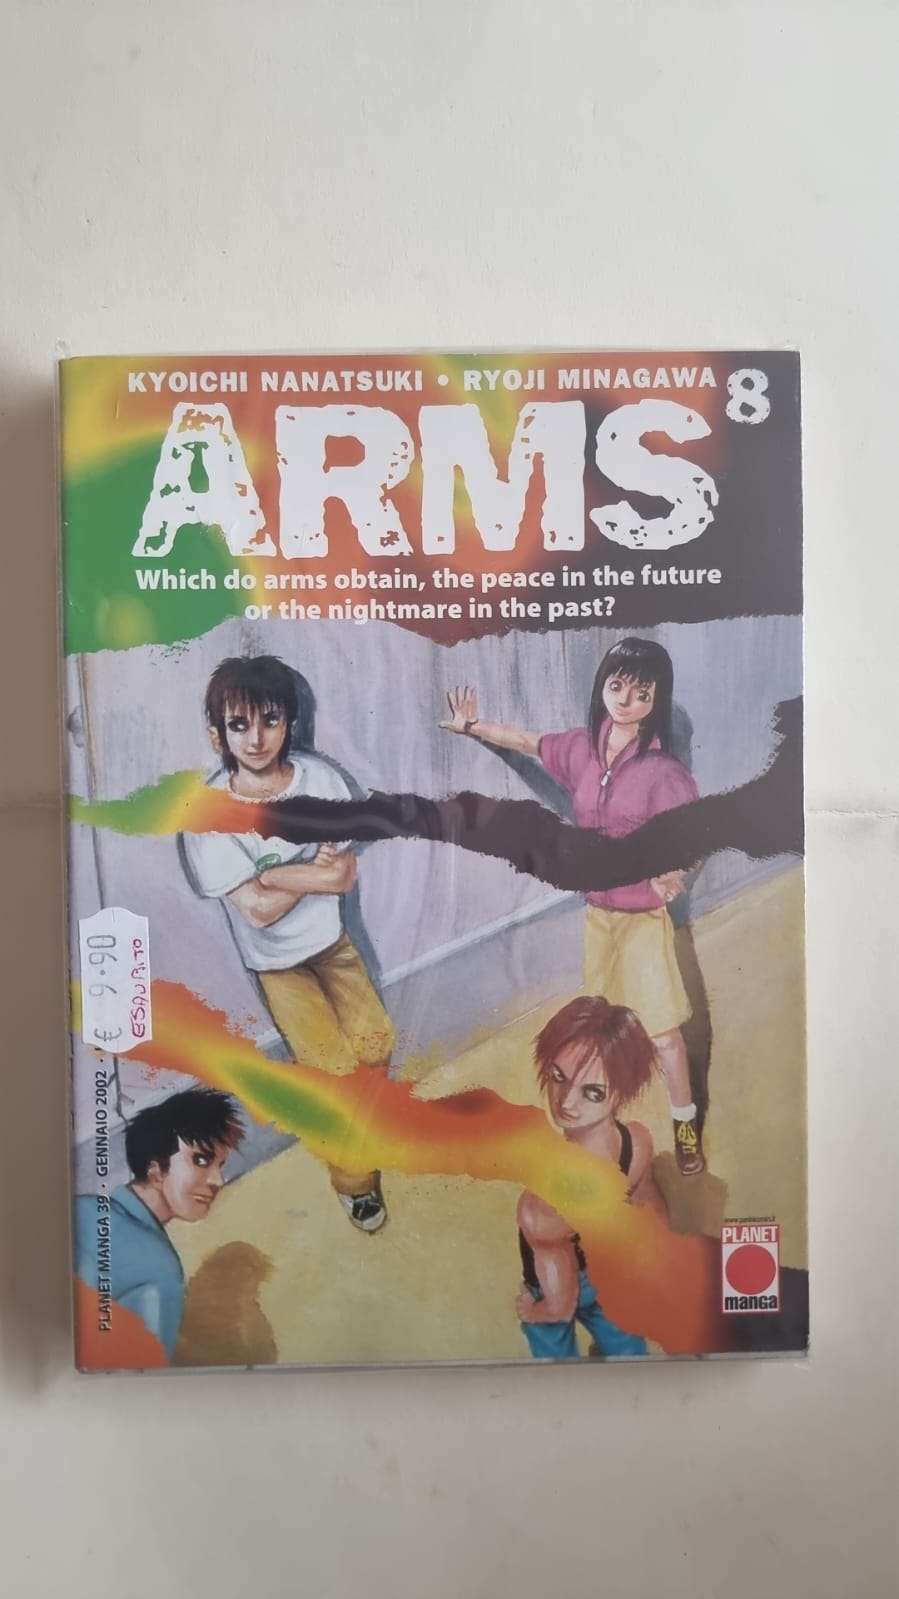 KYOICHI NANATSUKI • RYOJI MINAGAWA
8
ARMS
Which do arms obtain, the peace in the future
or the nightmare in the past?
€ 9.90
ESAURITO
PLANET MANGA 39 • GENNAIO 2002 •
PLANET
manga